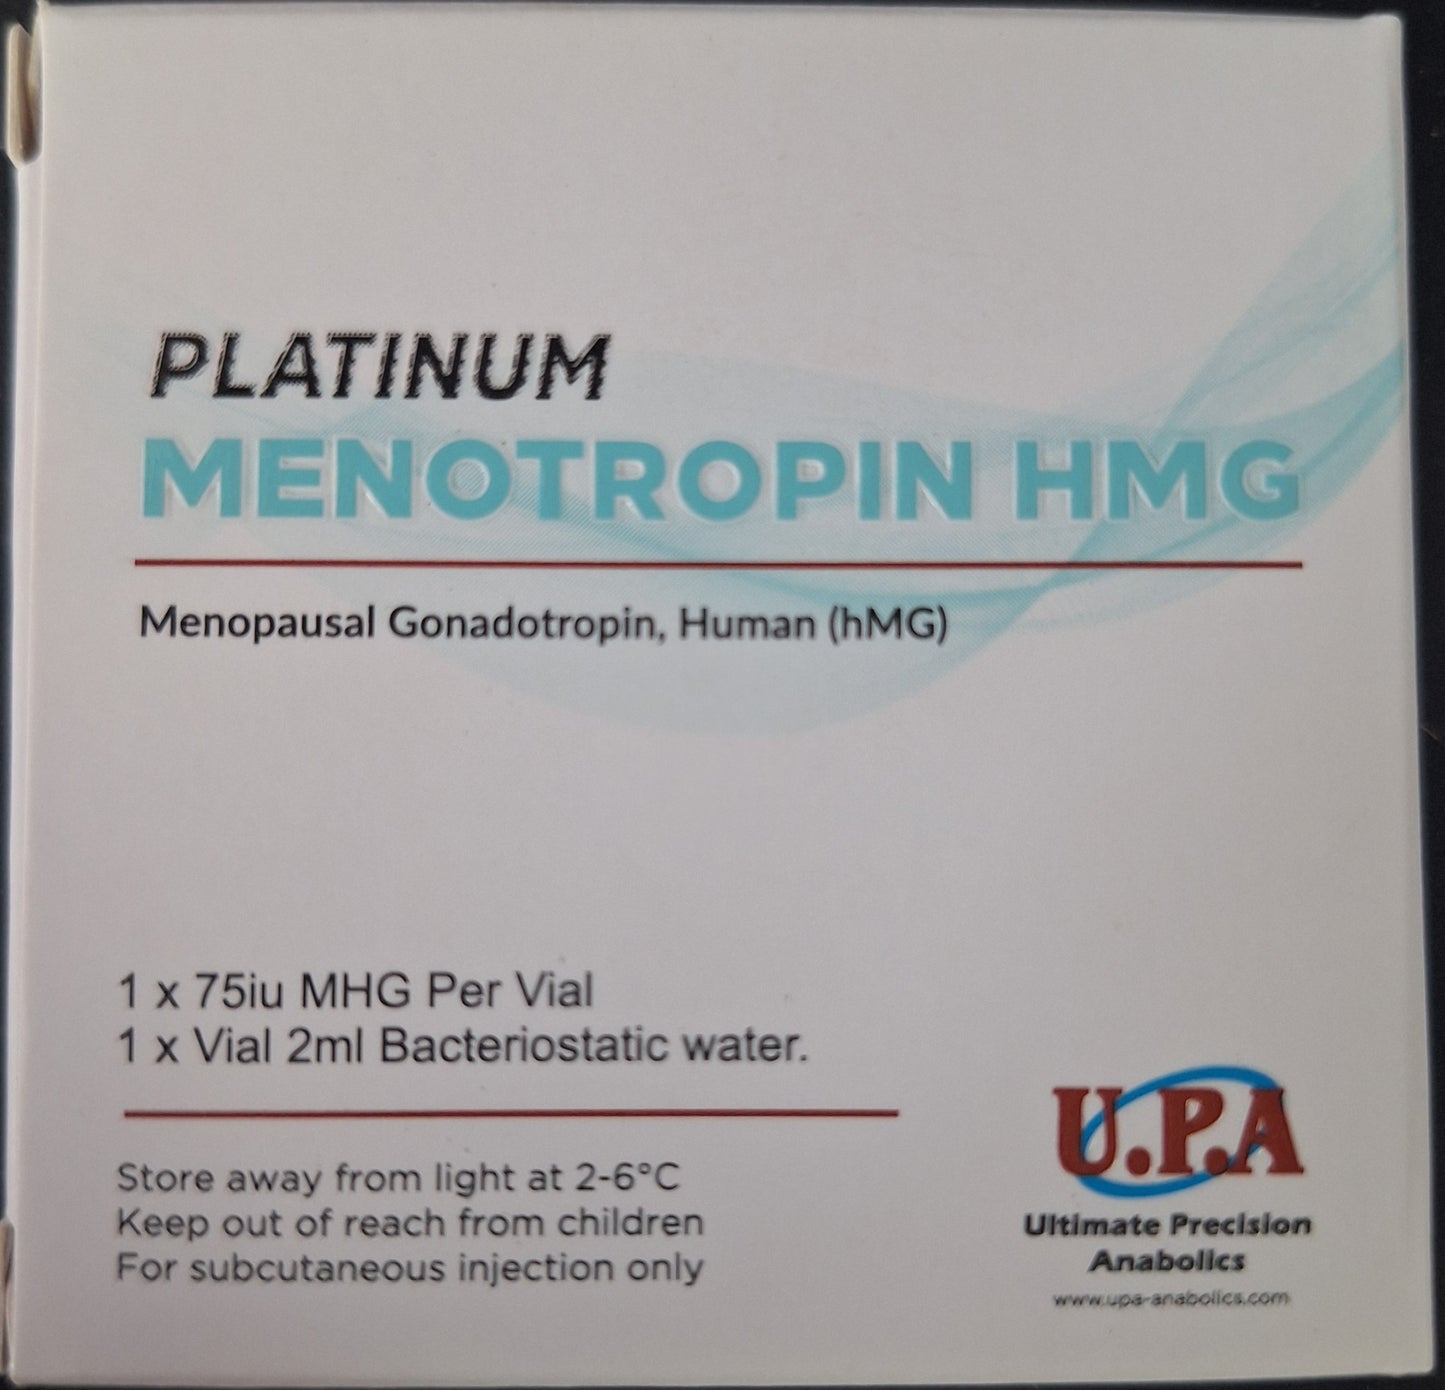 PLATINUM
MENOTROPIN HMG
Menopausal Gonadotropin, Human (hMG)
1 x 75iu MHG Per Vial
1 x Vial 2ml Bacteriostatic water.
Store away from light at 2-6°C
Keep out of reach from children
For subcutaneous injection only
U.P.A
Ultimate Precision
Anabolics
www.upa-anabolics.com